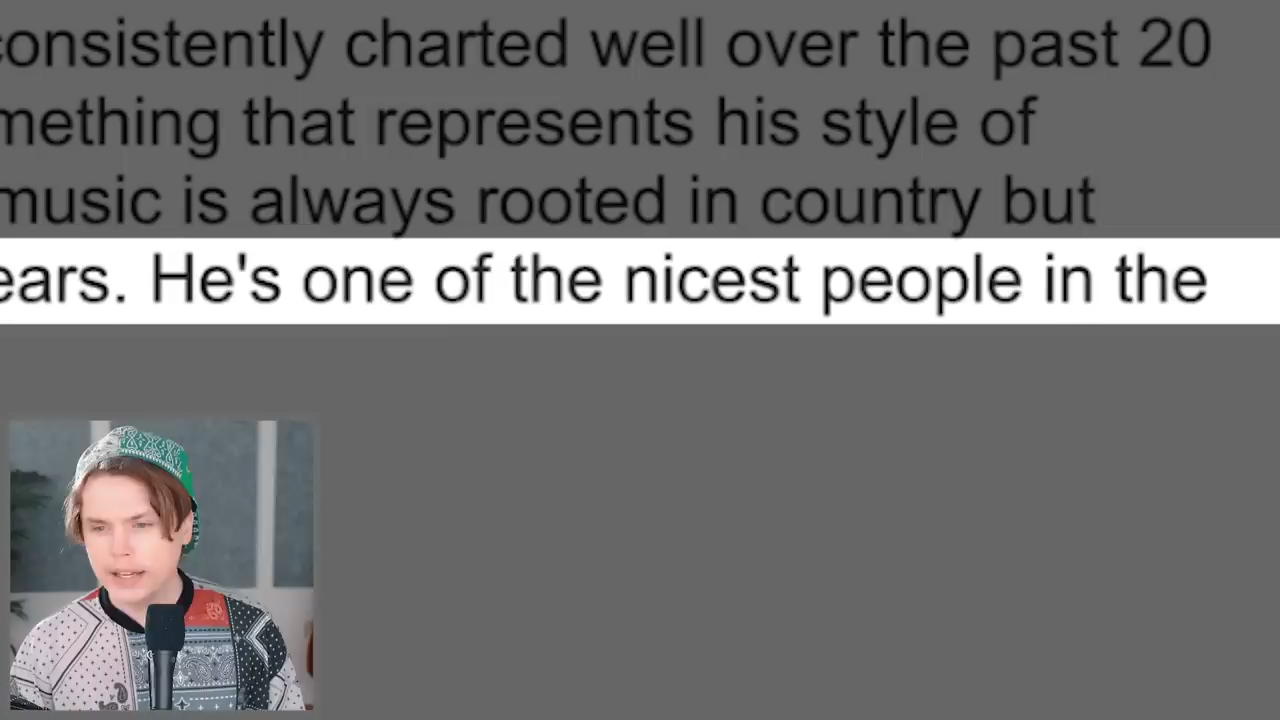 consistently charted well over the past 20
mething that represents his style of
music is always rooted in country but
ears. He's one of the nicest people in the